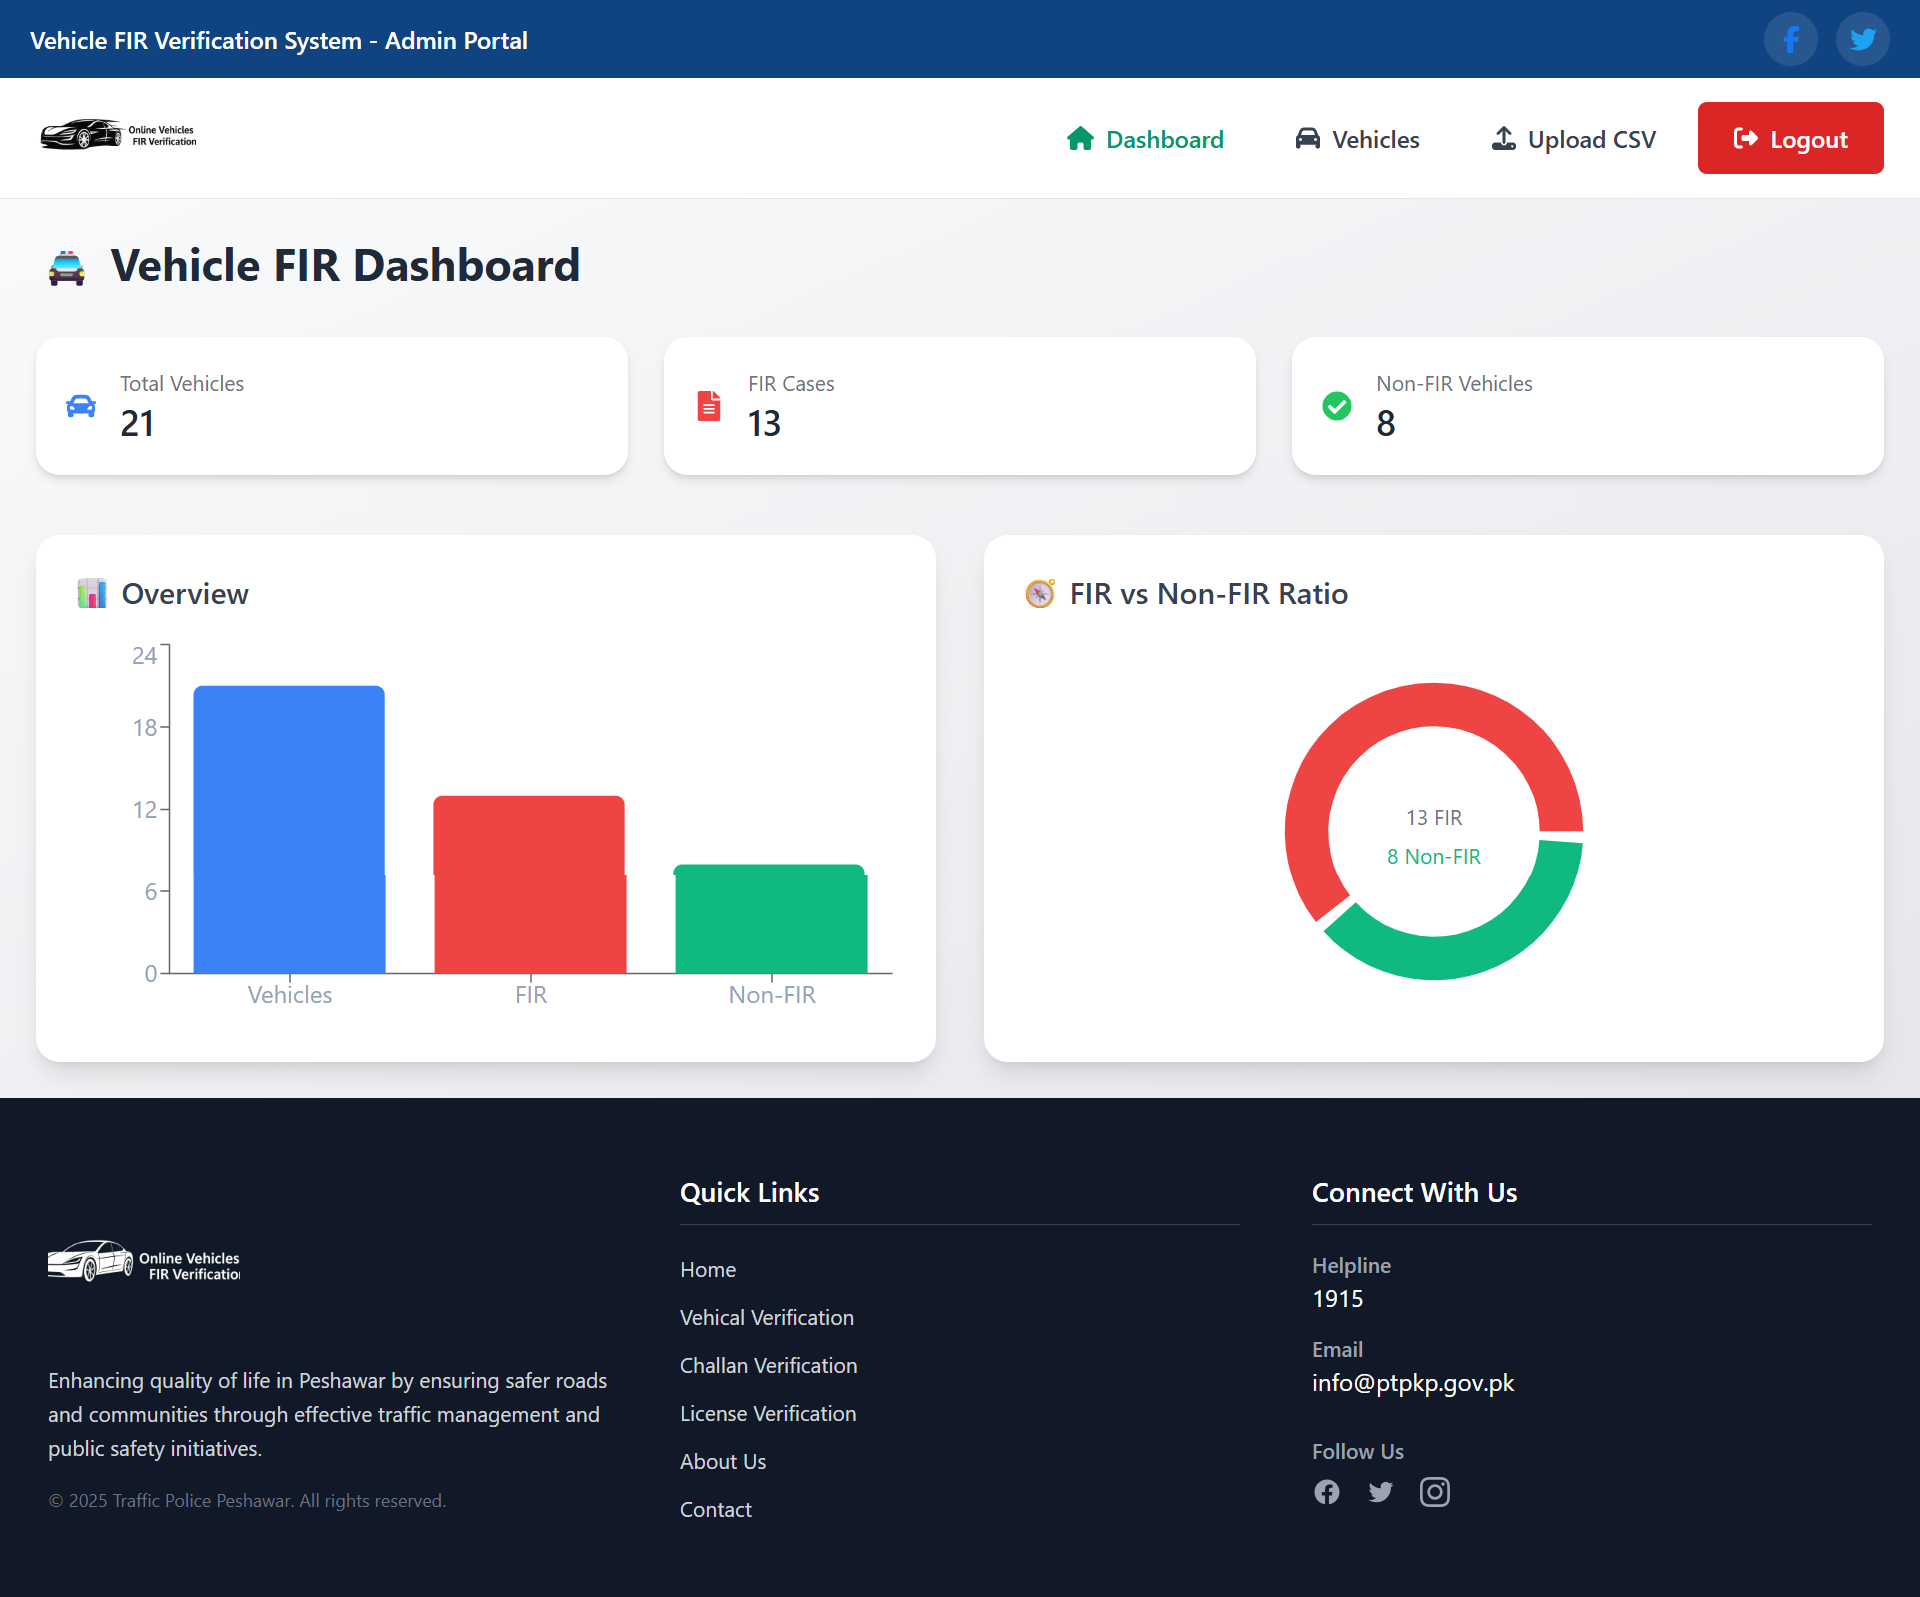 Vehicle FIR Verification System - Admin Portal
Online Vehicles
FIR Verification
Dashboard
Vehicles
Upload CSV
Logout
Vehicle FIR Dashboard
Total Vehicles
21
FIR Cases
13
Non-FIR Vehicles
8
Overview
24
18
12
6
0
Vehicles
FIR
Non-FIR
FIR vs Non-FIR Ratio
13 FIR
8 Non-FIR
Online Vehicles
FIR Verificatio
Enhancing quality of life in Peshawar by ensuring safer roads
and communities through effective traffic management and
public safety initiatives.
© 2025 Traffic Police Peshawar. All rights reserved.
Quick Links
Home
Vehical Verification
Challan Verification
License Verification
About Us
Contact
Connect With Us
Helpline
1915
Email
info@ptpkp.gov.pk
Follow Us